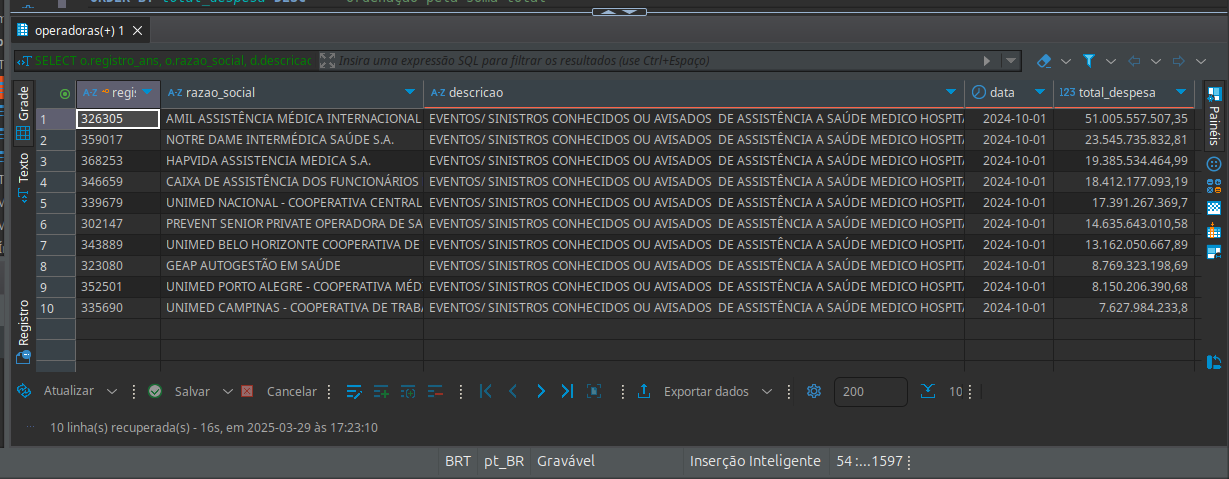 operadoras(+) 1
SELECT o.registro_ans, o.razao_social, d.descricac Insira uma expressão SQL para filtrar os resultados (use Ctrl+Espaço)
Grade
Texto
Registro
A-Z regis A-Z razao_social A-Z descricao data 123 total_despesa
1 326305 AMIL ASSISTÊNCIA MÉDICA INTERNACIONAL EVENTOS/ SINISTROS CONHECIDOS OU AVISADOS  DE ASSISTÊNCIA A SAÚDE MEDICO HOSPITA 2024-10-01 51.005.557.507,35
2 359017 NOTRE DAME INTERMÉDICA SAÚDE S.A. EVENTOS/ SINISTROS CONHECIDOS OU AVISADOS  DE ASSISTÊNCIA A SAÚDE MEDICO HOSPITA 2024-10-01 23.545.735.832,81
3 368253 HAPVIDA ASSISTENCIA MEDICA S.A. EVENTOS/ SINISTROS CONHECIDOS OU AVISADOS  DE ASSISTÊNCIA A SAÚDE MEDICO HOSPITA 2024-10-01 19.385.534.464,99
4 346659 CAIXA DE ASSISTÊNCIA DOS FUNCIONÁRIOS EVENTOS/ SINISTROS CONHECIDOS OU AVISADOS  DE ASSISTÊNCIA A SAÚDE MEDICO HOSPITA 2024-10-01 18.412.177.093,19
5 339679 UNIMED NACIONAL - COOPERATIVA CENTRAL EVENTOS/ SINISTROS CONHECIDOS OU AVISADOS  DE ASSISTÊNCIA A SAÚDE MEDICO HOSPITA 2024-10-01 17.391.267.369,7
6 302147 PREVENT SENIOR PRIVATE OPERADORA DE SA EVENTOS/ SINISTROS CONHECIDOS OU AVISADOS  DE ASSISTÊNCIA A SAÚDE MEDICO HOSPITA 2024-10-01 14.635.643.010,58
7 343889 UNIMED BELO HORIZONTE COOPERATIVA DE EVENTOS/ SINISTROS CONHECIDOS OU AVISADOS  DE ASSISTÊNCIA A SAÚDE MEDICO HOSPITA 2024-10-01 13.162.050.667,89
8 323080 GEAP AUTOGESTÃO EM SAÚDE EVENTOS/ SINISTROS CONHECIDOS OU AVISADOS  DE ASSISTÊNCIA A SAÚDE MEDICO HOSPITA 2024-10-01 8.769.323.198,69
9 352501 UNIMED PORTO ALEGRE - COOPERATIVA MÉD EVENTOS/ SINISTROS CONHECIDOS OU AVISADOS  DE ASSISTÊNCIA A SAÚDE MEDICO HOSPITA 2024-10-01 8.150.206.390,68
10 335690 UNIMED CAMPINAS - COOPERATIVA DE TRABA EVENTOS/ SINISTROS CONHECIDOS OU AVISADOS  DE ASSISTÊNCIA A SAÚDE MEDICO HOSPITA 2024-10-01 7.627.984.233,8
Painéis
Atualizar Salvar Cancelar Exportar dados 200 10
10 linha(s) recuperada(s) - 16s, em 2025-03-29 às 17:23:10
BRT pt_BR Gravável Inserção Inteligente 54 :...1597